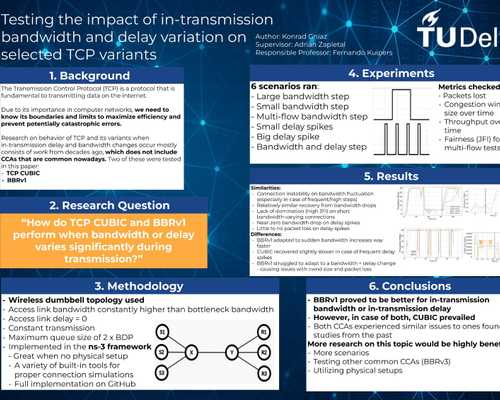 Testing the impact of in-transmission
bandwidth and delay variation on
selected TCP variants
Author: Konrad Gniaz
Supervisor: Adrian Zapletal
Responsible Professor: Fernando Kuipers
TUDel
1. Background
The Transmission Control Protocol (TCP) is a protocol that is
fundamental to transmitting data on the Internet.
Due to its importance in computer networks, we need to
know its boundaries and limits to maximize efficiency and
prevent potentially catastrophic errors.
Research on behavior of TCP and its variants when
in-transmission delay and bandwidth changes occur mostly
consists of work from decades ago, which does not include
CCAs that are common nowadays. Two of these were tested
in this paper:
- TCP CUBIC
- BBRv1
2. Research Question
“How do TCP CUBIC and BBRv1
perform when bandwidth or delay
varies significantly during
transmission?”
3. Methodology
- Wireless dumbbell topology used
- Access link bandwidth constantly higher than bottleneck bandwidth
- Access link delay = 0
- Constant transmission
- Maximum queue size of 2 x BDP
- Implemented in the ns-3 framework
- Great when no physical setup
- A variety of built-in tools for
proper connection simulations
- Full implementation on GitHub
S1
S2
S3
X
Y
R1
R2
R3
4. Experiments
6 scenarios ran:
- Large bandwidth step
- Small bandwidth step
- Multi-flow bandwidth step
- Small delay spikes
- Big delay spike
- Bandwidth and delay step
Metrics checked
- Packets lost
- Congestion win
size over time
- Throughput ove
time
- Fairness (JFI) fo
multi-flow tests
5. Results
Similarities:
- Connection instability on bandwidth fluctuation
(especially in case of frequent/high steps)
- Relatively similar recovery from bandwidth drops
- Lack of domination (high JFI) on short
bandwidth-varying connections
- Near zero bandwidth drop on delay spikes
- Little to no packet loss on delay spikes
Differences:
- BBRv1 adapted to sudden bandwidth increases way
faster
- CUBIC recovered slightly slower in case of frequent delay
spikes
- BBRv1 struggled to adapt to a bandwidth + delay change
- causing issues with cwnd size and packet loss
6. Conclusions
- BBRv1 proved to be better for in-transmission
bandwidth or in-transmission delay
- However, in case of both, CUBIC prevailed
- Both CCAs experienced similar issues to ones foun
studies from the past
More research on this topic would be highly benef
- More scenarios
- Testing other common CCAs (BBRv3)
- Utilizing physical setups